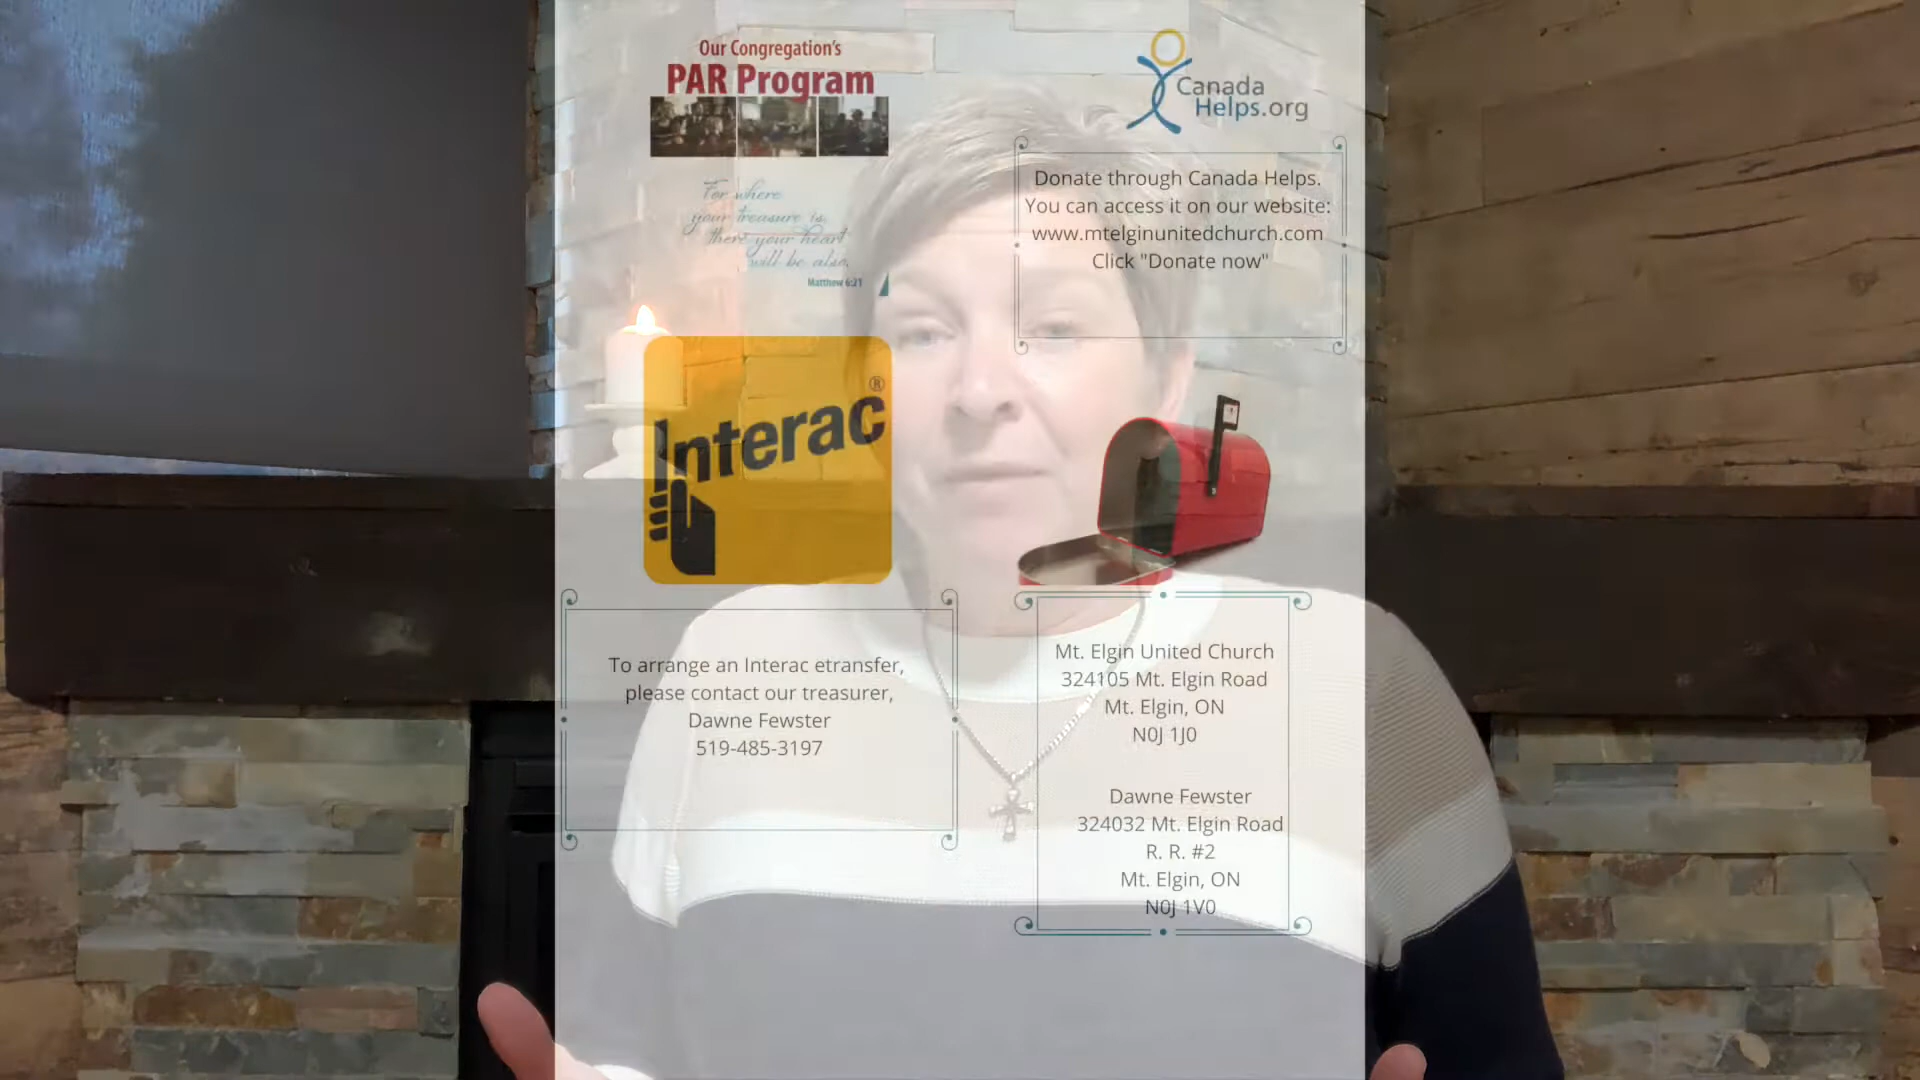 Our Congregation's
PAR Program
For where
your treasure is,
there your heart
will be also.
Matthew 6:21
Canada
Helps.org
Donate through Canada Helps.
You can access it on our website:
www.mtelginunitedchurch.com
Click "Donate now"
Interac®
To arrange an Interac etransfer,
please contact our treasurer,
Dawne Fewster
519-485-3197
Mt. Elgin United Church
324105 Mt. Elgin Road
Mt. Elgin, ON
N0J 1J0
Dawne Fewster
324032 Mt. Elgin Road
R. R. #2
Mt. Elgin, ON
N0J 1V0